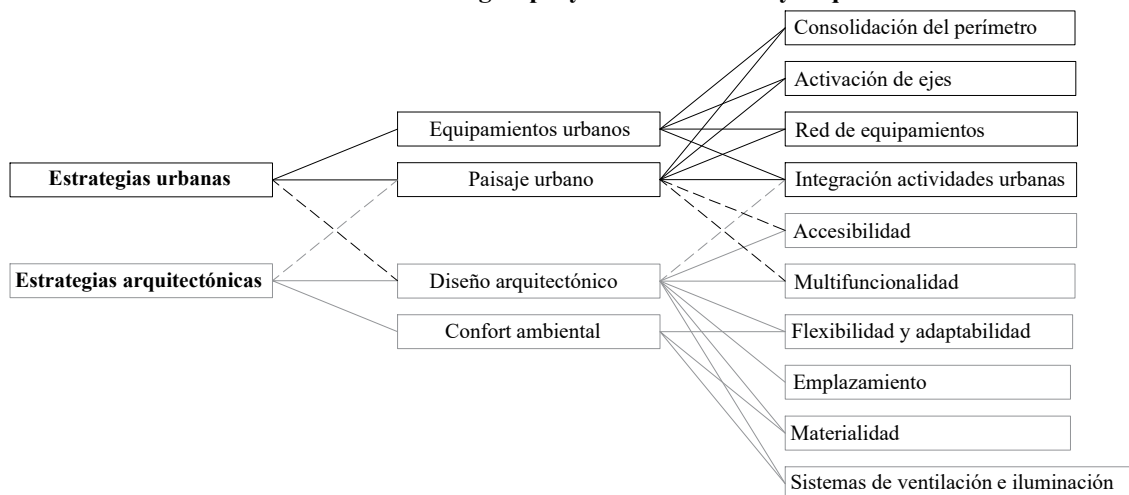 Consolidación del perímetro
Activación de ejes
Equipamientos urbanos
Red de equipamientos
Estrategias urbanas
Paisaje urbano
Integración actividades urbanas
Accesibilidad
Estrategias arquitectónicas
Diseño arquitectónico
Multifuncionalidad
Confort ambiental
Flexibilidad y adaptabilidad
Emplazamiento
Materialidad
Sistemas de ventilación e iluminación